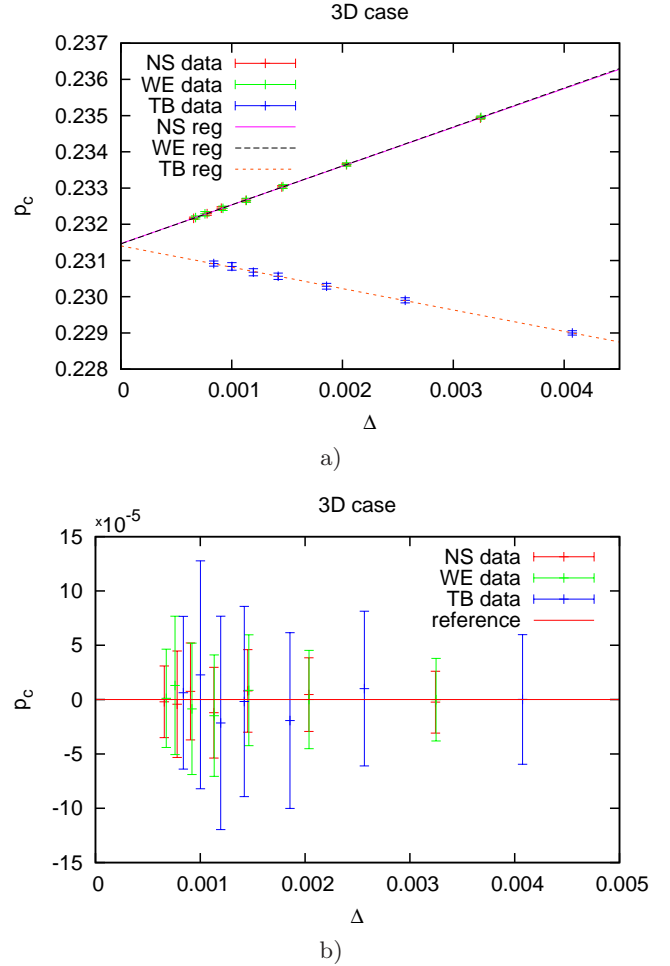 3D case
0.237
0.236
0.235
0.234
0.233
0.232
0.231
0.230
0.229
0.228
p_c
NS data
WE data
TB data
NS reg
WE reg
TB reg
0
0.001
0.002
0.003
0.004
Δ
a)
3D case
×10^-5
15
10
5
0
-5
-10
-15
p_c
NS data
WE data
TB data
reference
0
0.001
0.002
0.003
0.004
0.005
Δ
b)